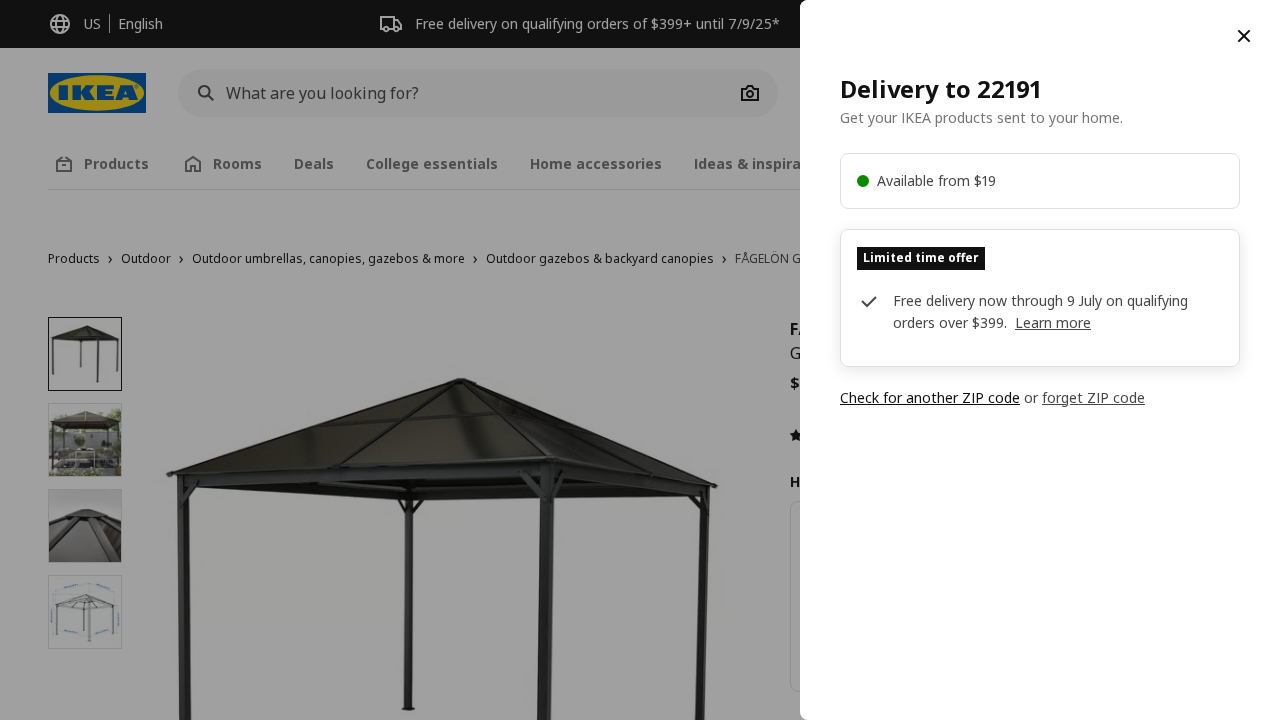 US
English
Free delivery on qualifying orders of $399+ until 7/9/25*
IKEA
What are you looking for?
Products
Rooms
Deals
College essentials
Home accessories
Ideas &
Products › Outdoor › Outdoor umbrellas, canopies, gazebos & more › Outdoor gazebos & backyard canopies › FÅGELÖN
$
Delivery to 22191
Get your IKEA products sent to your home.
Available from $19
Limited time offer
Free delivery now through 9 July on qualifying
orders over $399. Learn more
Check for another ZIP code or forget ZIP code